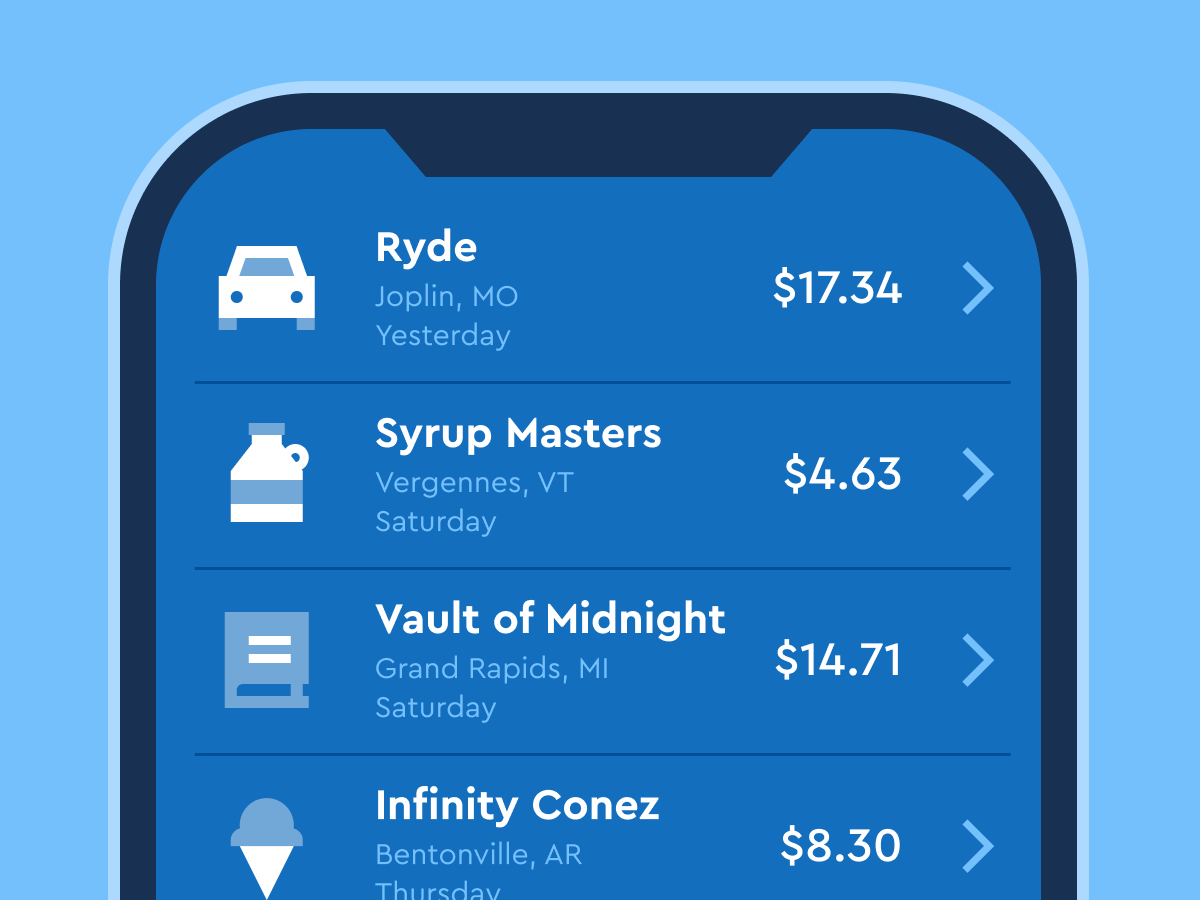 Ryde
Joplin, MO
Yesterday
$17.34
Syrup Masters
Vergennes, VT
Saturday
$4.63
Vault of Midnight
Grand Rapids, MI
Saturday
$14.71
Infinity Conez
Bentonville, AR
Thursday
$8.30